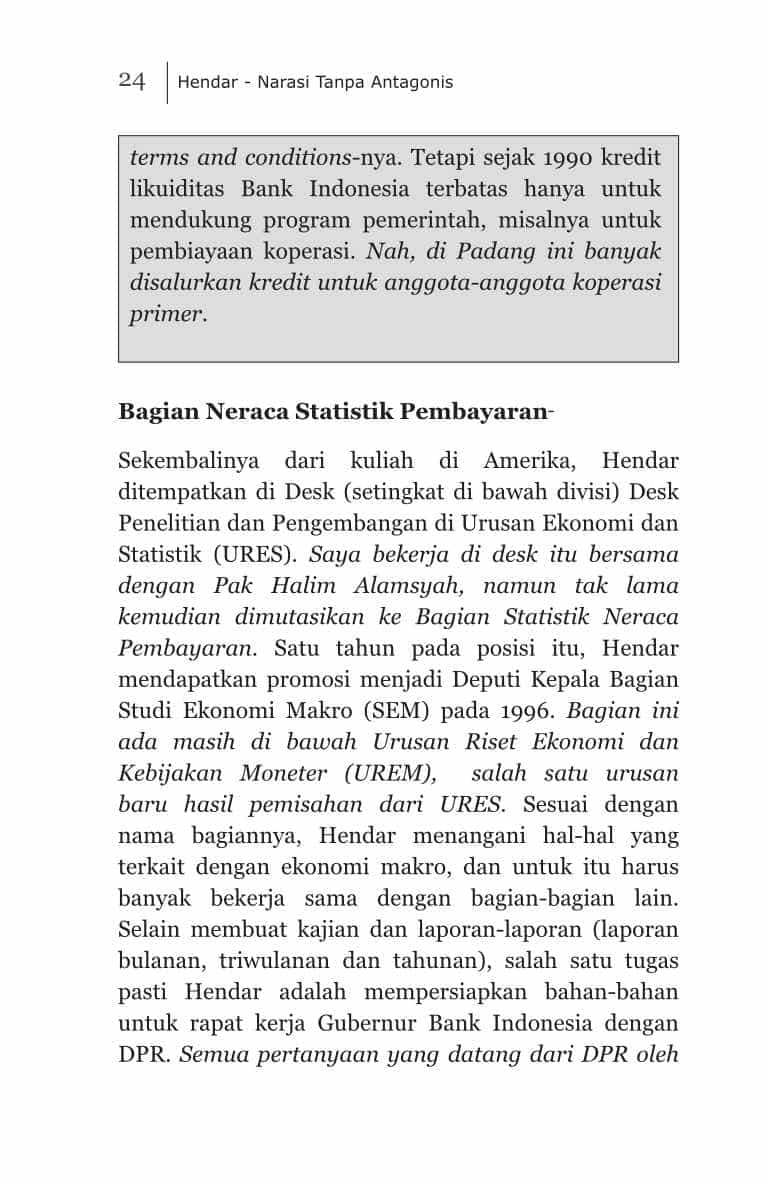 24
Hendar - Narasi Tanpa Antagonis
terms and conditions-nya. Tetapi sejak 1990 kredit
likuiditas Bank Indonesia terbatas hanya untuk
mendukung program pemerintah, misalnya untuk
pembiayaan koperasi. Nah, di Padang ini banyak
disalurkan kredit untuk anggota-anggota koperasi
primer.
Bagian Neraca Statistik Pembayaran-
Sekembalinya dari kuliah di Amerika, Hendar
ditempatkan di Desk (setingkat di bawah divisi) Desk
Penelitian dan Pengembangan di Urusan Ekonomi dan
Statistik (URES). Saya bekerja di desk itu bersama
dengan Pak Halim Alamsyah, namun tak lama
kemudian dimutasikan ke Bagian Statistik Neraca
Pembayaran. Satu tahun pada posisi itu, Hendar
mendapatkan promosi menjadi Deputi Kepala Bagian
Studi Ekonomi Makro (SEM) pada 1996. Bagian ini
ada masih di bawah Urusan Riset Ekonomi dan
Kebijakan Moneter (UREM), salah satu urusan
baru hasil pemisahan dari URES. Sesuai dengan
nama bagiannya, Hendar menangani hal-hal yang
terkait dengan ekonomi makro, dan untuk itu harus
banyak bekerja sama dengan bagian-bagian lain.
Selain membuat kajian dan laporan-laporan (laporan
bulanan, triwulanan dan tahunan), salah satu tugas
pasti Hendar adalah mempersiapkan bahan-bahan
untuk rapat kerja Gubernur Bank Indonesia dengan
DPR. Semua pertanyaan yang datang dari DPR oleh